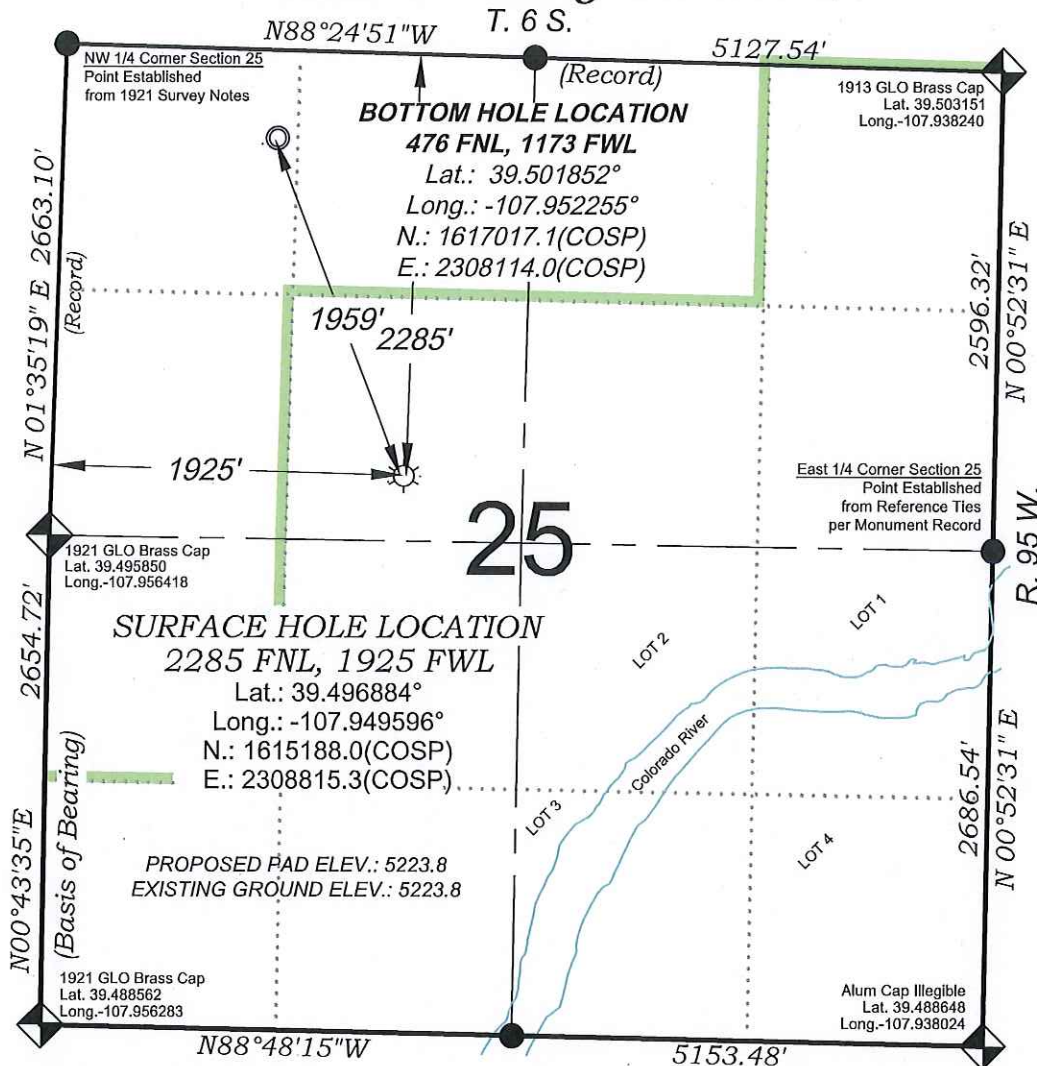 T. 6 S.
N88°24'51"W
5127.54'
(Record)
NW 1/4 Corner Section 25
Point Established
from 1921 Survey Notes
1913 GLO Brass Cap
Lat. 39.503151
Long.-107.938240
BOTTOM HOLE LOCATION
476 FNL, 1173 FWL
Lat.: 39.501852°
Long.: -107.952255°
N.: 1617017.1(COSP)
E.: 2308114.0(COSP)
N 01°35'19" E 2663.10'
(Record)
2596.32'
N 00°52'31" E
1959'
2285'
1925'
East 1/4 Corner Section 25
Point Established
from Reference Ties
per Monument Record
R. 95 W.
25
1921 GLO Brass Cap
Lat. 39.495850
Long.-107.956418
LOT 1
LOT 2
SURFACE HOLE LOCATION
2285 FNL, 1925 FWL
Lat.: 39.496884°
Long.: -107.949596°
N.: 1615188.0(COSP)
E.: 2308815.3(COSP)
2654.72'
N00°43'35"E
(Basis of Bearing)
Colorado River
LOT 3
LOT 4
2686.54'
N 00°52'31" E
PROPOSED PAD ELEV.: 5223.8
EXISTING GROUND ELEV.: 5223.8
1921 GLO Brass Cap
Lat. 39.488562
Long.-107.956283
Alum Cap Illegible
Lat. 39.488648
Long.-107.938024
N88°48'15"W
5153.48'